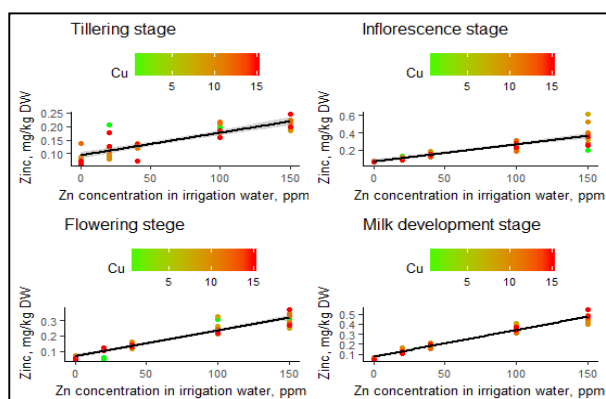 Tillering stage
Cu
5 10 15
Zinc, mg/kg DW
0.25
0.20
0.15
0.10
0 50 100 150
Zn concentration in irrigation water, ppm
Inflorescence stage
Cu
5 10 15
Zinc, mg/kg DW
0.6
0.4
0.2
0 50 100 150
Zn concentration in irrigation water, ppm
Flowering stege
Cu
5 10 15
Zinc, mg/kg DW
0.3
0.2
0.1
0 50 100 150
Zn concentration in irrigation water, ppm
Milk development stage
Cu
5 10 15
Zinc, mg/kg DW
0.5
0.4
0.3
0.2
0.1
0 50 100 150
Zn concentration in irrigation water, ppm